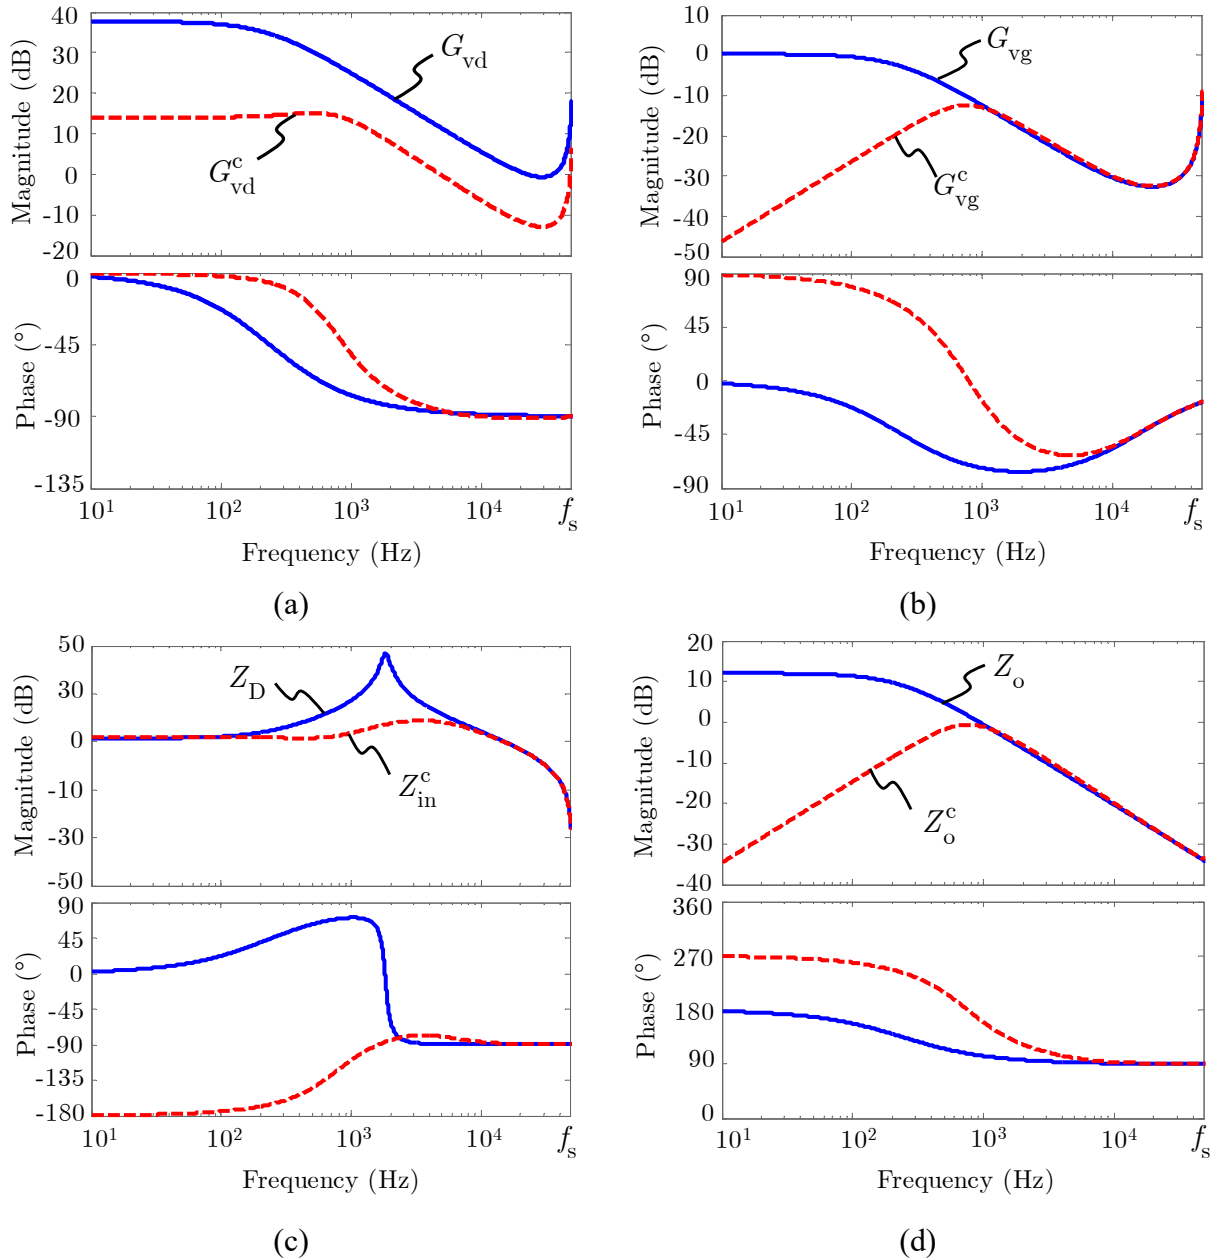 40
30
20
10
0
-10
-20
Magnitude (dB)
G_vd
G^c_vd
0
-45
-90
-135
Phase (°)
10^1
10^2
10^3
10^4
f_s
Frequency (Hz)
(a)
10
0
-10
-20
-30
-40
-50
Magnitude (dB)
G_vg
G^c_vg
90
45
0
-45
-90
Phase (°)
10^1
10^2
10^3
10^4
f_s
Frequency (Hz)
(b)
50
30
10
0
-10
-30
-50
Magnitude (dB)
Z_D
Z^c_in
90
45
0
-45
-90
-135
-180
Phase (°)
10^1
10^2
10^3
10^4
f_s
Frequency (Hz)
(c)
20
10
0
-10
-20
-30
-40
Magnitude (dB)
Z_o
Z^c_o
360
270
180
90
0
Phase (°)
10^1
10^2
10^3
10^4
f_s
Frequency (Hz)
(d)